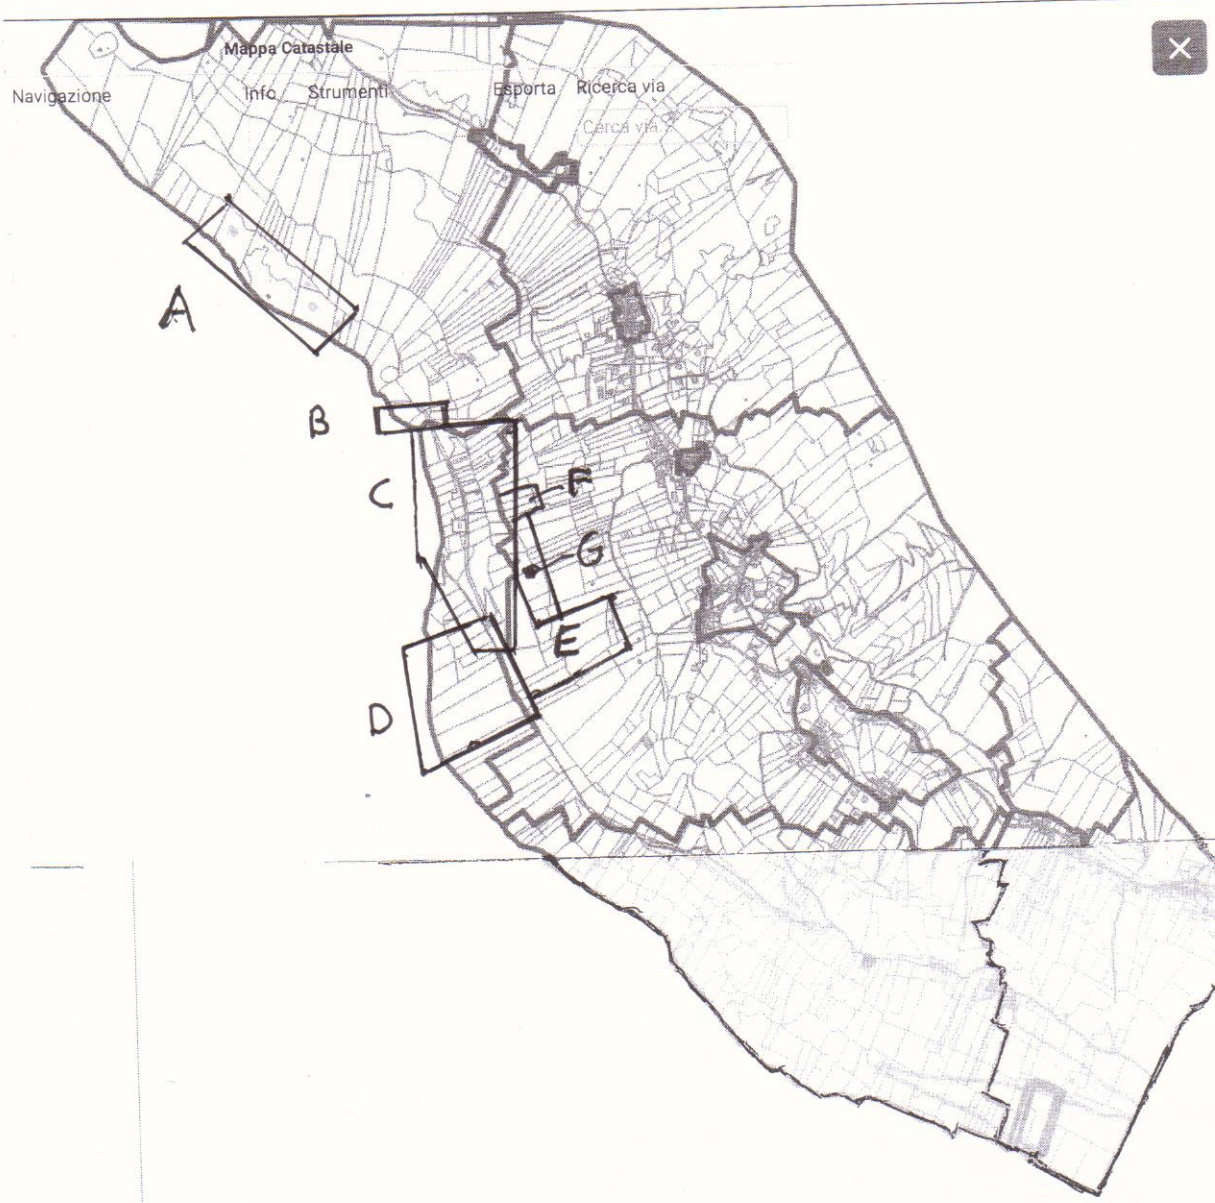 Mappa Catastale
Navigazione
Info
Strumenti
Esporta
Ricerca via
Cerca via
A
B
C
F
G
E
D